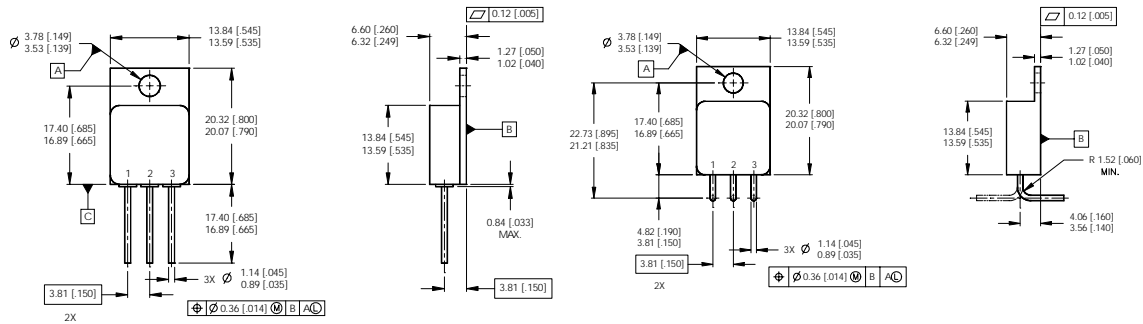 Ø 3.78 [.149]
3.53 [.139]
A
13.84 [.545]
13.59 [.535]
17.40 [.685]
16.89 [.665]
20.32 [.800]
20.07 [.790]
1 2 3
C
17.40 [.685]
16.89 [.665]
3X Ø 1.14 [.045]
0.89 [.035]
3.81 [.150]
2X
⌖ Ø 0.36 [.014] Ⓜ B A Ⓛ
⏥ 0.12 [.005]
6.60 [.260]
6.32 [.249]
1.27 [.050]
1.02 [.040]
13.84 [.545]
13.59 [.535]
B
0.84 [.033]
MAX.
3.81 [.150]
Ø 3.78 [.149]
3.53 [.139]
A
13.84 [.545]
13.59 [.535]
22.73 [.895]
21.21 [.835]
17.40 [.685]
16.89 [.665]
20.32 [.800]
20.07 [.790]
1 2 3
4.82 [.190]
3.81 [.150]
3X Ø 1.14 [.045]
0.89 [.035]
3.81 [.150]
2X
⌖ Ø 0.36 [.014] Ⓜ B A Ⓛ
⏥ 0.12 [.005]
6.60 [.260]
6.32 [.249]
1.27 [.050]
1.02 [.040]
13.84 [.545]
13.59 [.535]
B
R 1.52 [.060]
MIN.
4.06 [.160]
3.56 [.140]